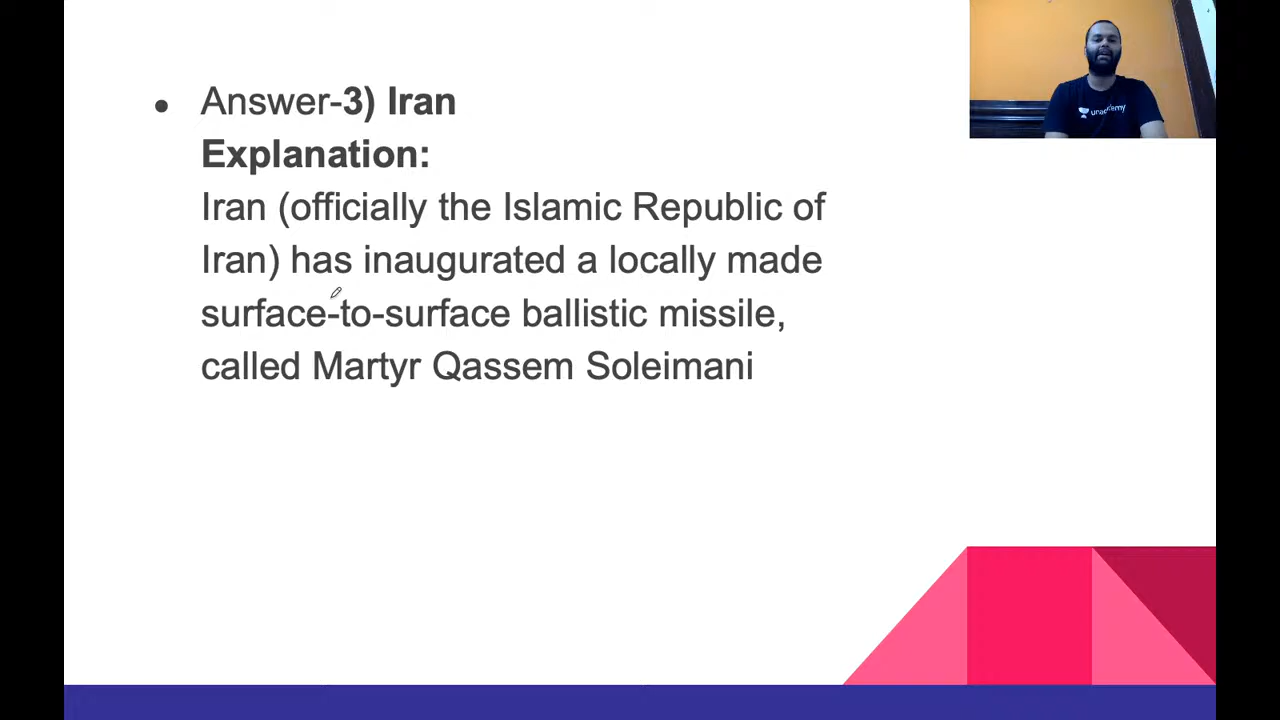 Answer-3) Iran
Explanation:
Iran (officially the Islamic Republic of
Iran) has inaugurated a locally made
surface-to-surface ballistic missile,
called Martyr Qassem Soleimani
unacademy